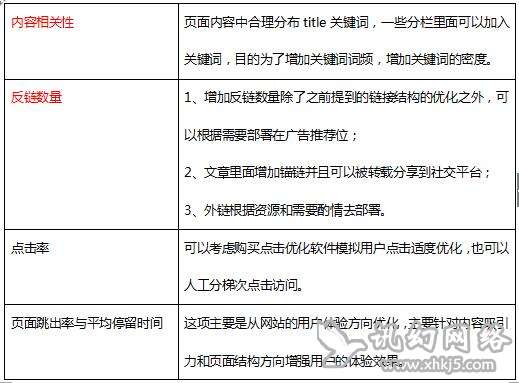 内容相关性
页面内容中合理分布 title 关键词，一些分栏里面可以加入
关键词，目的为了增加关键词词频，增加关键词的密度。
反链数量
1、增加反链数量除了之前提到的链接结构的优化之外，可
以根据需要部署在广告推荐位；
2、文章里面增加锚链并且可以被转载分享到社交平台；
3、外链根据资源和需要酌情去部署。
点击率
可以考虑购买点击优化软件模拟用户点击适度优化，也可以
人工分梯次点击访问。
页面跳出率与平均停留时间
这项主要是从网站的用户体验方向优化，主要针对内容吸引
力和页面结构方向增强用户的体验效果。
讯幻网络
www.xhkj5.com